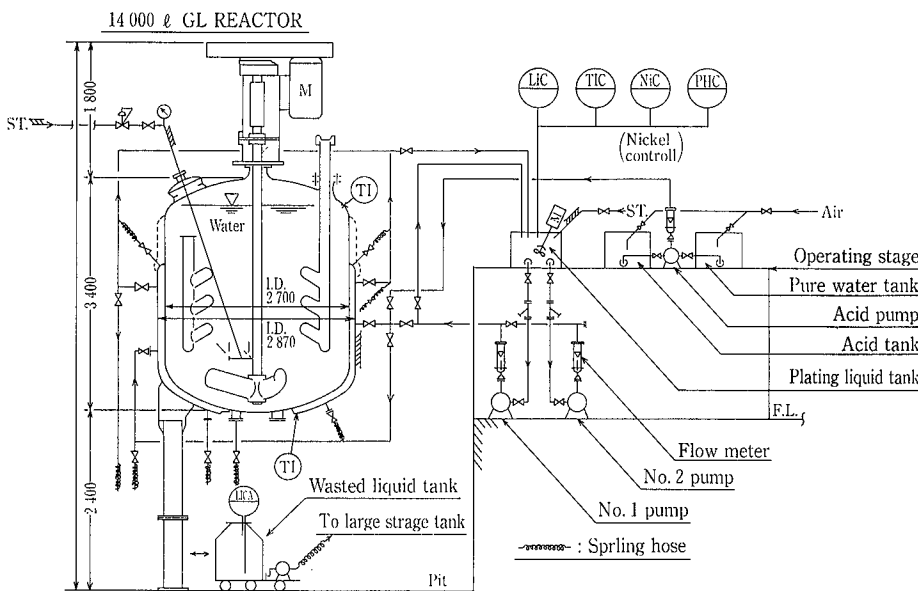 14 000 ℓ GL REACTOR
1 800
3 400
2 400
ST.
M
TI
Water
I.D.
2 700
I.D.
2 870
TI
LICA
Wasted liquid tank
To large strage tank
Pit
LiC
TIC
NiC
PHC
(Nickel
controll)
M
ST.
Air
Operating stage
Pure water tank
Acid pump
Acid tank
Plating liquid tank
F.L.
Flow meter
No. 2 pump
No. 1 pump
: Sprling hose